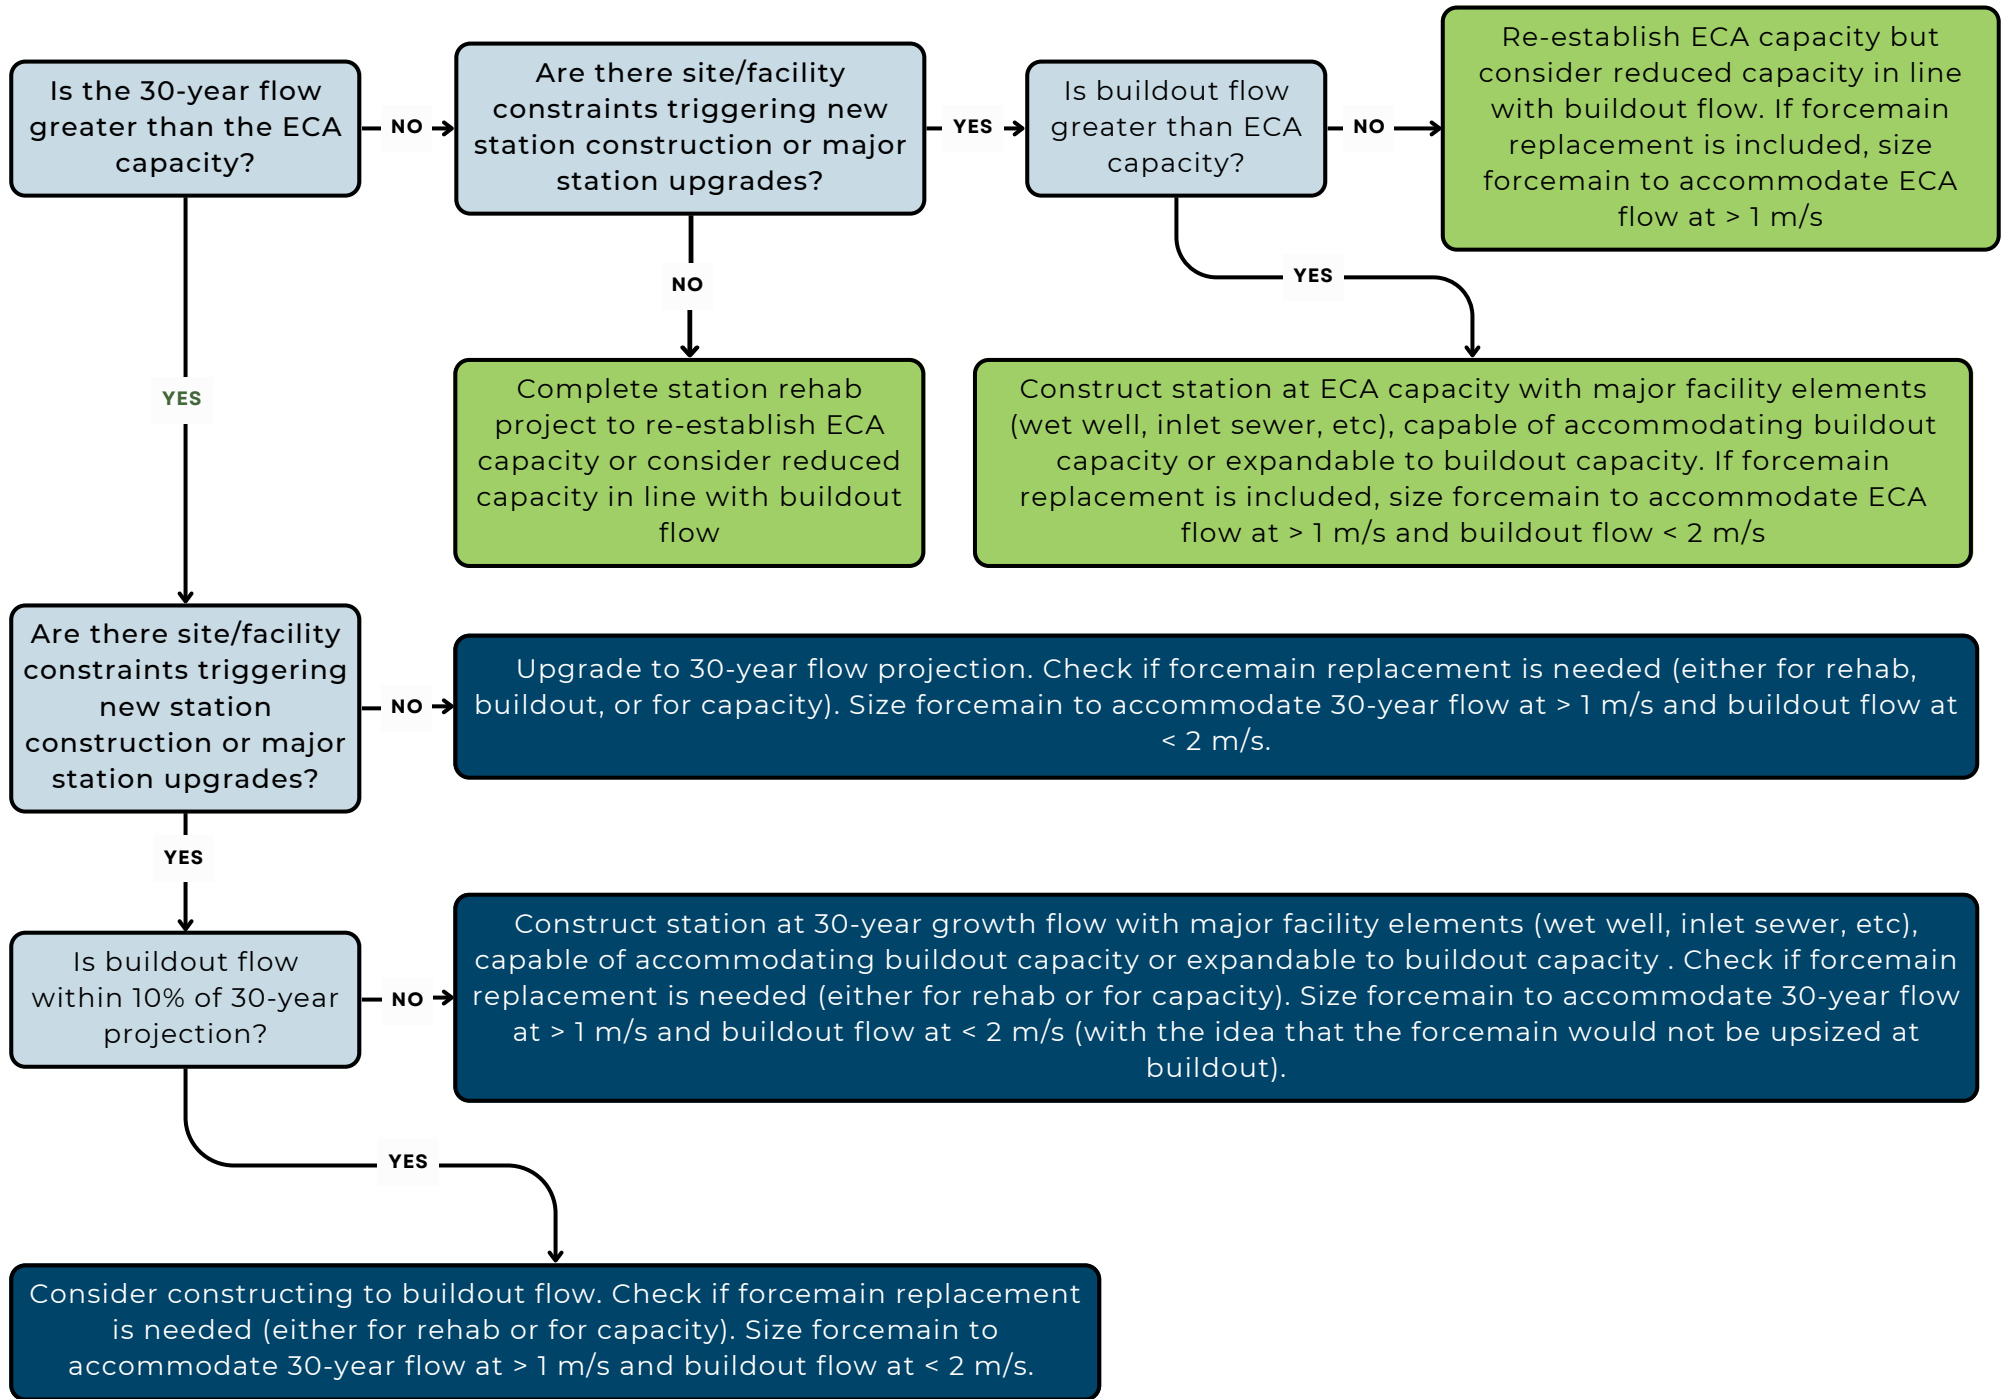 Is the 30-year flow
greater than the ECA
capacity?
NO
Are there site/facility
constraints triggering new
station construction or major
station upgrades?
YES
Is buildout flow
greater than ECA
capacity?
NO
Re-establish ECA capacity but
consider reduced capacity in line
with buildout flow. If forcemain
replacement is included, size
forcemain to accommodate ECA
flow at > 1 m/s
NO
YES
YES
Complete station rehab
project to re-establish ECA
capacity or consider reduced
capacity in line with buildout
flow
Construct station at ECA capacity with major facility elements
(wet well, inlet sewer, etc), capable of accommodating buildout
capacity or expandable to buildout capacity. If forcemain
replacement is included, size forcemain to accommodate ECA
flow at > 1 m/s and buildout flow < 2 m/s
Are there site/facility
constraints triggering
new station
construction or major
station upgrades?
NO
Upgrade to 30-year flow projection. Check if forcemain replacement is needed (either for rehab,
buildout, or for capacity). Size forcemain to accommodate 30-year flow at > 1 m/s and buildout flow at
< 2 m/s.
YES
Is buildout flow
within 10% of 30-year
projection?
NO
Construct station at 30-year growth flow with major facility elements (wet well, inlet sewer, etc),
capable of accommodating buildout capacity or expandable to buildout capacity . Check if forcemain
replacement is needed (either for rehab or for capacity). Size forcemain to accommodate 30-year flow
at > 1 m/s and buildout flow at < 2 m/s (with the idea that the forcemain would not be upsized at
buildout).
YES
Consider constructing to buildout flow. Check if forcemain replacement
is needed (either for rehab or for capacity). Size forcemain to
accommodate 30-year flow at > 1 m/s and buildout flow at < 2 m/s.